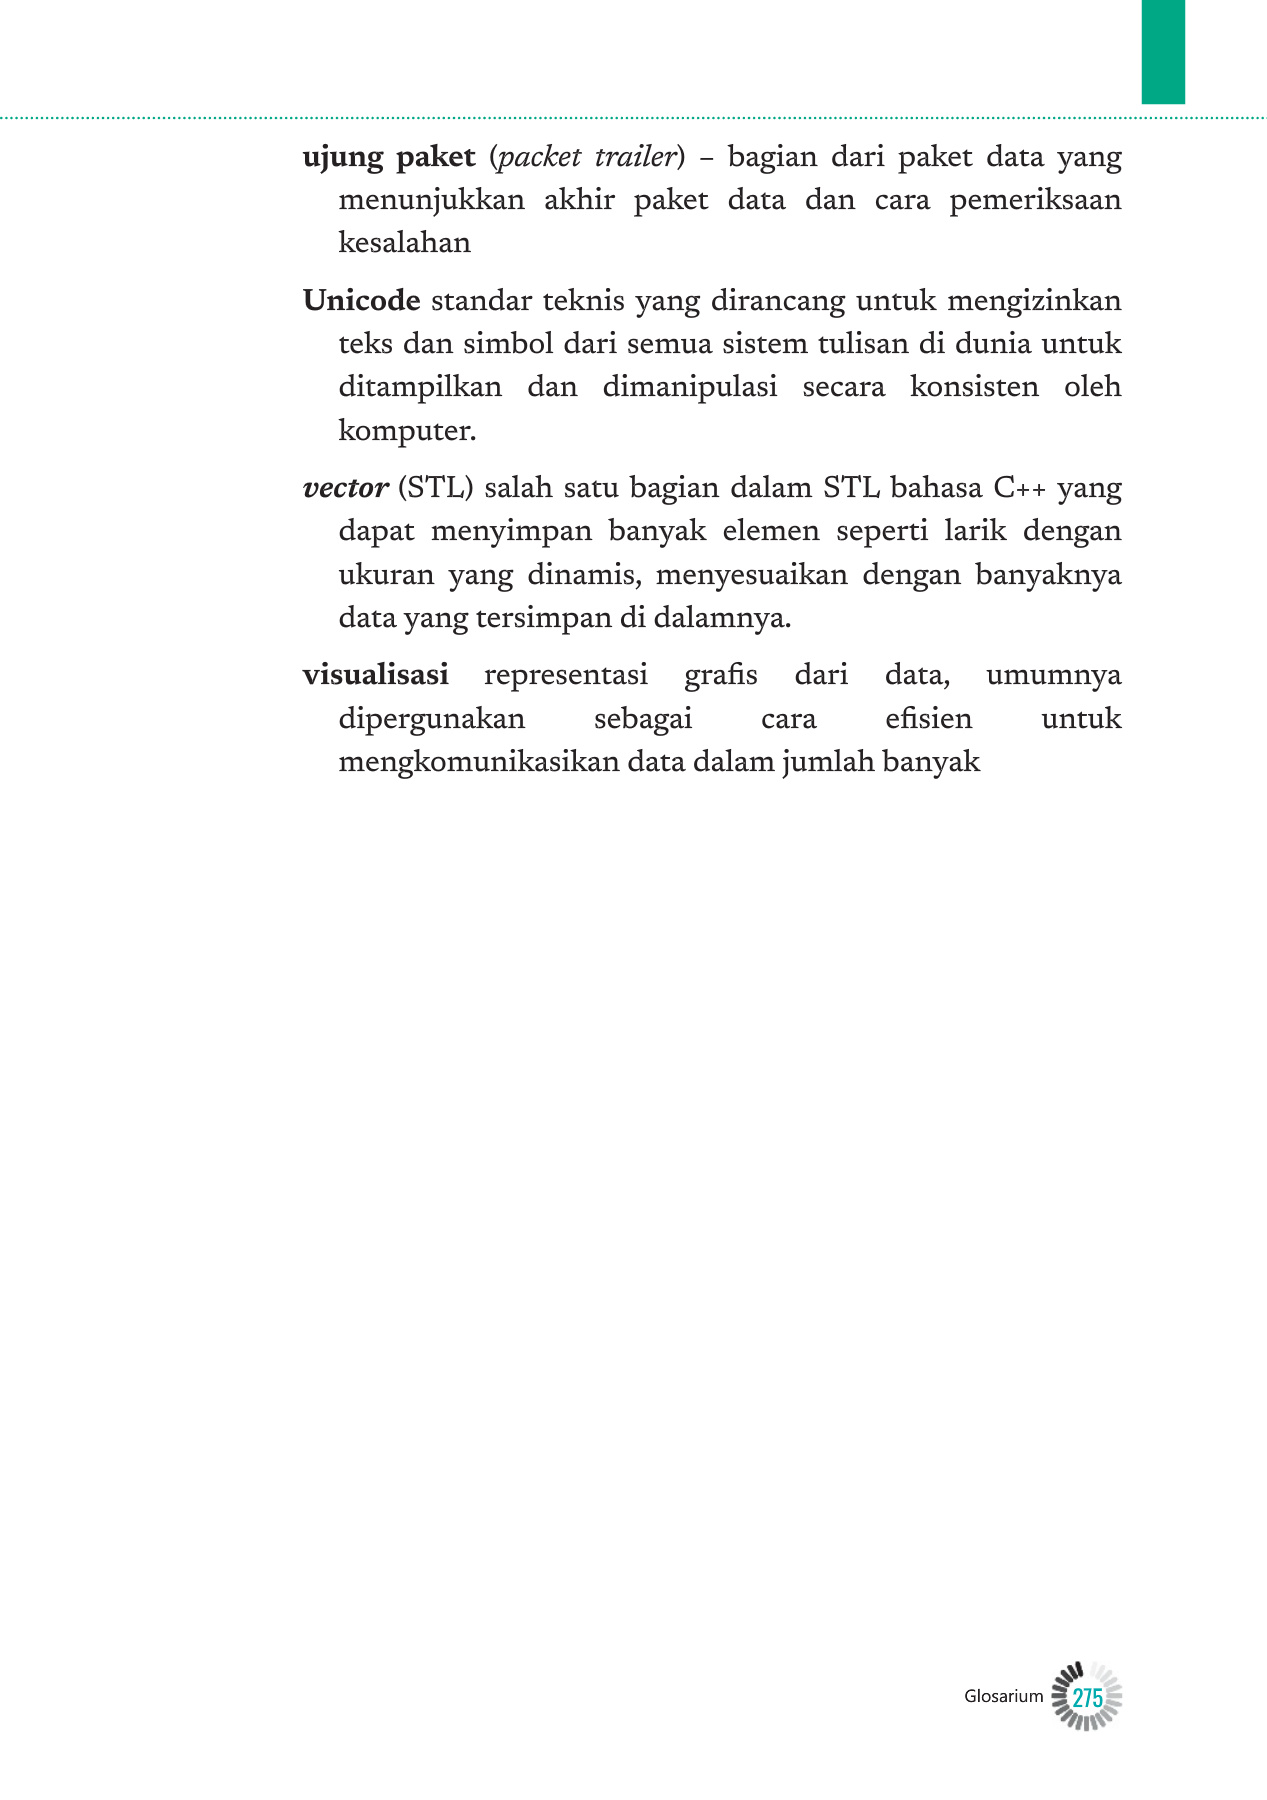 ujung paket (packet trailer) – bagian dari paket data yang
menunjukkan akhir paket data dan cara pemeriksaan
kesalahan
Unicode standar teknis yang dirancang untuk mengizinkan
teks dan simbol dari semua sistem tulisan di dunia untuk
ditampilkan dan dimanipulasi secara konsisten oleh
komputer.
vector (STL) salah satu bagian dalam STL bahasa C++ yang
dapat menyimpan banyak elemen seperti larik dengan
ukuran yang dinamis, menyesuaikan dengan banyaknya
data yang tersimpan di dalamnya.
visualisasi representasi grafis dari data, umumnya
dipergunakan sebagai cara efisien untuk
mengkomunikasikan data dalam jumlah banyak
Glosarium 275